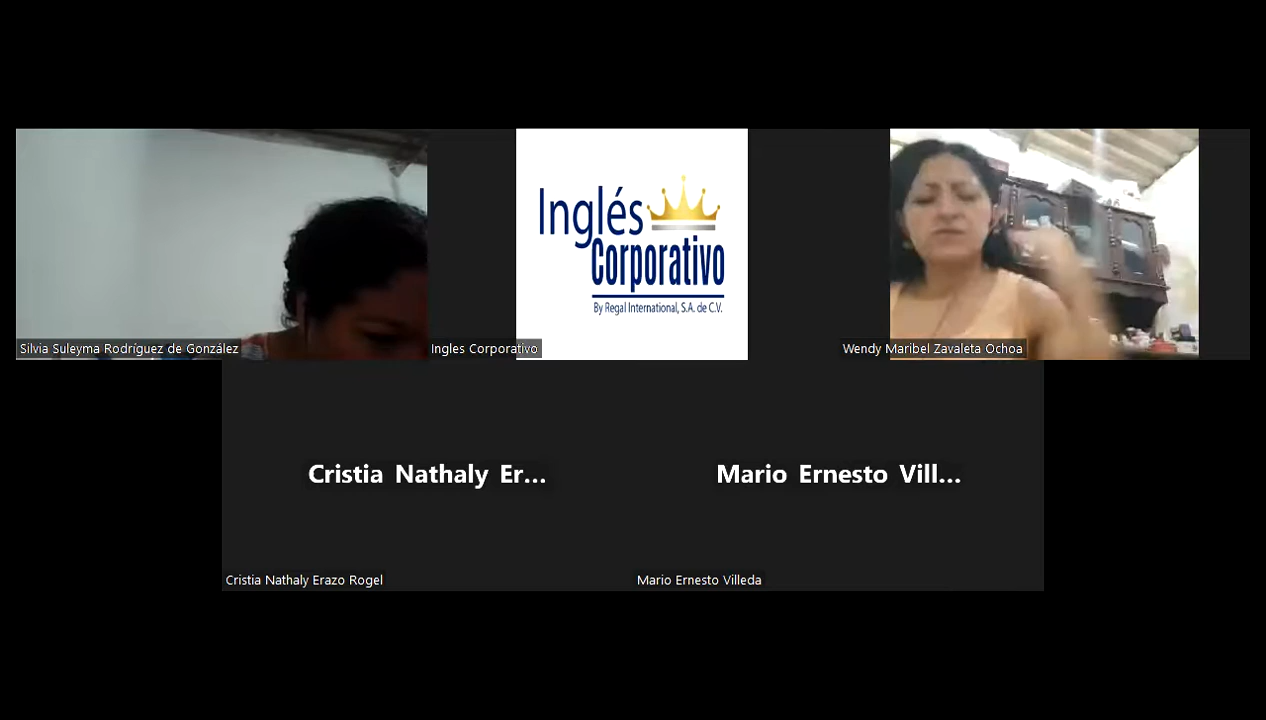 Inglés
Corporativo
By Regal International, S.A. de C.V.
Silvia Suleyma Rodríguez de González
Ingles Corporativo
Wendy Maribel Zavaleta Ochoa
Cristia Nathaly Er...
Mario Ernesto Vill...
Cristia Nathaly Erazo Rogel
Mario Ernesto Villeda